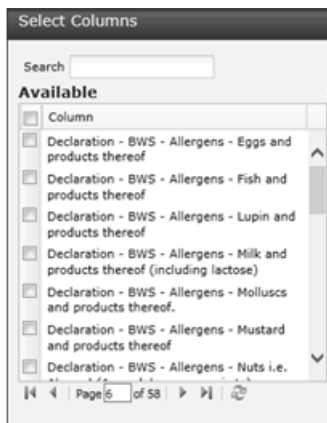 Select Columns
Search
Available
Column
Declaration - BWS - Allergens - Eggs and
products thereof
Declaration - BWS - Allergens - Fish and
products thereof
Declaration - BWS - Allergens - Lupin and
products thereof
Declaration - BWS - Allergens - Milk and
products thereof (including lactose)
Declaration - BWS - Allergens - Molluscs
and products thereof.
Declaration - BWS - Allergens - Mustard
and products thereof
Declaration - BWS - Allergens - Nuts i.e.
Page 6 of 58